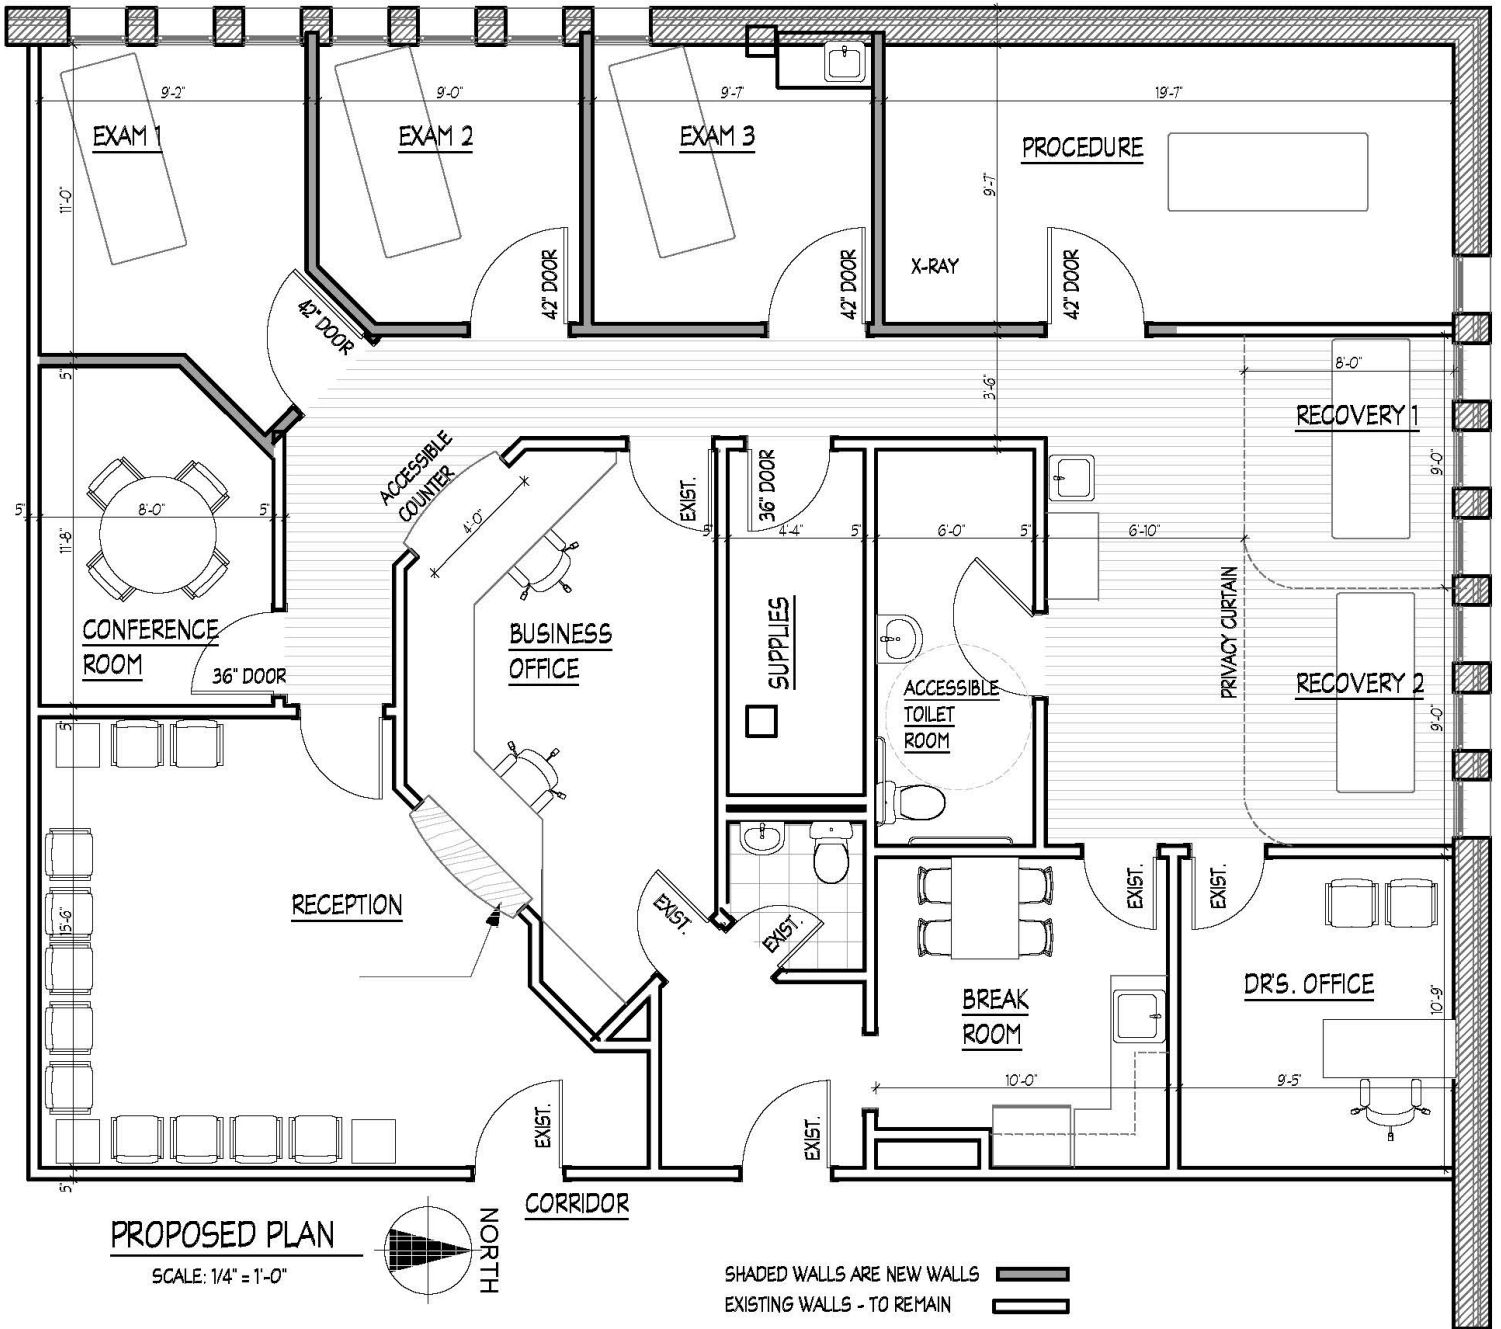 9'-2"
9'-0"
9'-7"
19'-7"
EXAM 1
EXAM 2
EXAM 3
PROCEDURE
11'-0"
9'-7"
42" DOOR
42" DOOR
42" DOOR
X-RAY
42" DOOR
5"
3'-6"
8'-0"
RECOVERY 1
ACCESSIBLE
COUNTER
4'-0"
EXIST.
36" DOOR
9'-0"
5"
8'-0"
5"
11'-8"
5"
4'-4"
5"
6'-0"
5"
6'-10"
PRIVACY CURTAIN
CONFERENCE
ROOM
36" DOOR
BUSINESS
OFFICE
SUPPLIES
ACCESSIBLE
TOILET
ROOM
RECOVERY 2
9'-0"
5"
RECEPTION
15'-6"
EXIST.
EXIST.
EXIST.
EXIST.
BREAK
ROOM
DR'S. OFFICE
10'-9"
10'-0"
9'-5"
EXIST.
EXIST.
5"
CORRIDOR
PROPOSED PLAN
SCALE: 1/4" = 1'-0"
NORTH
SHADED WALLS ARE NEW WALLS
EXISTING WALLS - TO REMAIN